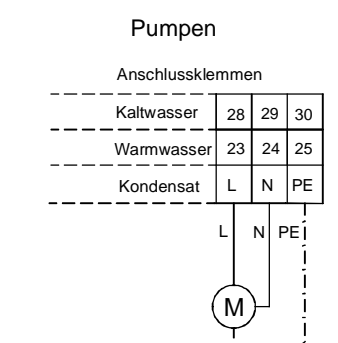 Pumpen
Anschlussklemmen
Kaltwasser 28 29 30
Warmwasser 23 24 25
Kondensat L N PE
L N PE
M